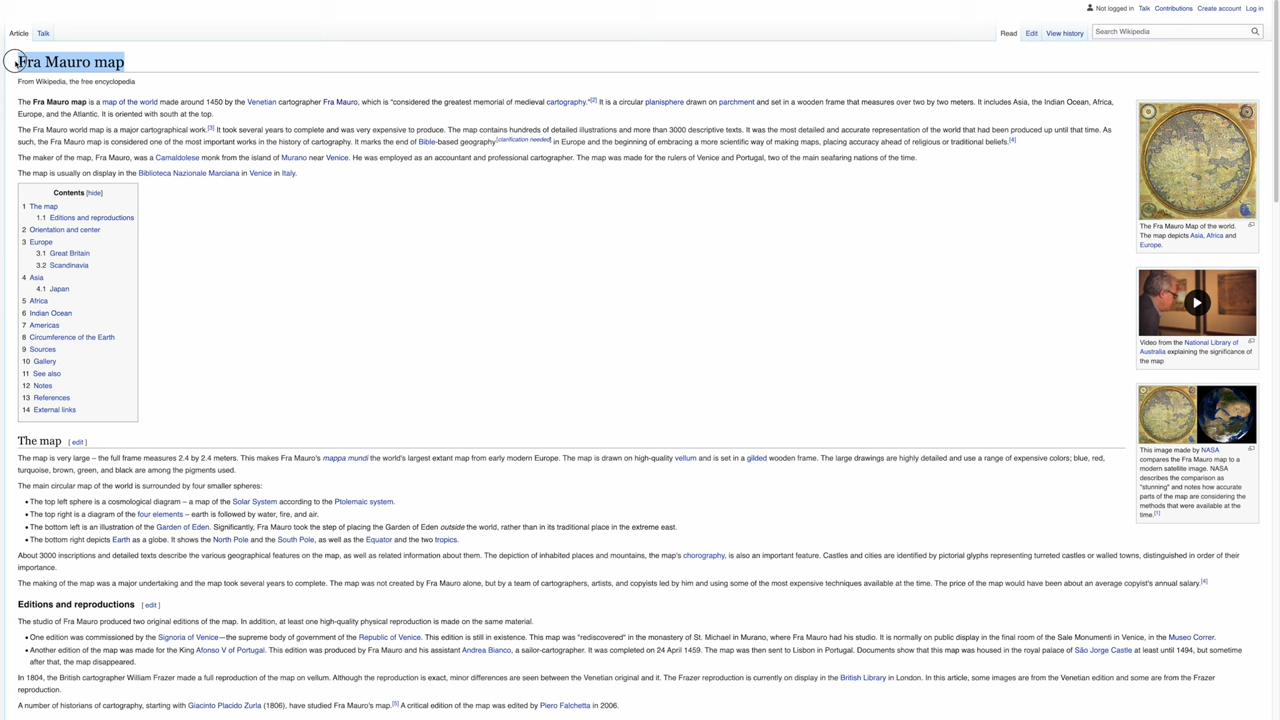 Not logged in Talk Contributions Create account Log in
Article Talk Read Edit View history Search Wikipedia
Fra Mauro map
From Wikipedia, the free encyclopedia
The Fra Mauro map is a map of the world made around 1450 by the Venetian cartographer Fra Mauro, which is "considered the greatest memorial of medieval cartography."[2] It is a circular planisphere drawn on parchment and set in a wooden frame that measures over two by two meters. It includes Asia, the Indian Ocean, Africa,
Europe, and the Atlantic. It is oriented with south at the top.
The Fra Mauro world map is a major cartographical work.[3] It took several years to complete and was very expensive to produce. The map contains hundreds of detailed illustrations and more than 3000 descriptive texts. It was the most detailed and accurate representation of the world that had been produced up until that time. As
such, the Fra Mauro map is considered one of the most important works in the history of cartography. It marks the end of Bible-based geography[clarification needed] in Europe and the beginning of embracing a more scientific way of making maps, placing accuracy ahead of religious or traditional beliefs.[4]
The maker of the map, Fra Mauro, was a Camaldolese monk from the island of Murano near Venice. He was employed as an accountant and professional cartographer. The map was made for the rulers of Venice and Portugal, two of the main seafaring nations of the time.
The map is usually on display in the Biblioteca Nazionale Marciana in Venice in Italy.
Contents [hide]
1 The map
1.1 Editions and reproductions
2 Orientation and center
3 Europe
3.1 Great Britain
3.2 Scandinavia
4 Asia
4.1 Japan
5 Africa
6 Indian Ocean
7 Americas
8 Circumference of the Earth
9 Sources
10 Gallery
11 See also
12 Notes
13 References
14 External links
The Fra Mauro Map of the world.
The map depicts Asia, Africa and
Europe.
Video from the National Library of
Australia explaining the significance of
the map
This image made by NASA
compares the Fra Mauro map to a
modern satellite image. NASA
describes the comparison as
"stunning" and notes how accurate
parts of the map are considering the
methods that were available at the
time.[1]
The map [ edit ]
The map is very large – the full frame measures 2.4 by 2.4 meters. This makes Fra Mauro's mappa mundi the world's largest extant map from early modern Europe. The map is drawn on high-quality vellum and is set in a gilded wooden frame. The large drawings are highly detailed and use a range of expensive colors; blue, red,
turquoise, brown, green, and black are among the pigments used.
The main circular map of the world is surrounded by four smaller spheres:
• The top left sphere is a cosmological diagram – a map of the Solar System according to the Ptolemaic system.
• The top right is a diagram of the four elements – earth is followed by water, fire, and air.
• The bottom left is an illustration of the Garden of Eden. Significantly, Fra Mauro took the step of placing the Garden of Eden outside the world, rather than in its traditional place in the extreme east.
• The bottom right depicts Earth as a globe. It shows the North Pole and the South Pole, as well as the Equator and the two tropics.
About 3000 inscriptions and detailed texts describe the various geographical features on the map, as well as related information about them. The depiction of inhabited places and mountains, the map's chorography, is also an important feature. Castles and cities are identified by pictorial glyphs representing turreted castles or walled towns, distinguished in order of their
importance.
The making of the map was a major undertaking and the map took several years to complete. The map was not created by Fra Mauro alone, but by a team of cartographers, artists, and copyists led by him and using some of the most expensive techniques available at the time. The price of the map would have been about an average copyist's annual salary.[4]
Editions and reproductions [ edit ]
The studio of Fra Mauro produced two original editions of the map. In addition, at least one high-quality physical reproduction is made on the same material.
• One edition was commissioned by the Signoria of Venice—the supreme body of government of the Republic of Venice. This edition is still in existence. This map was "rediscovered" in the monastery of St. Michael in Murano, where Fra Mauro had his studio. It is normally on public display in the final room of the Sale Monumenti in Venice, in the Museo Correr.
• Another edition of the map was made for the King Afonso V of Portugal. This edition was produced by Fra Mauro and his assistant Andrea Bianco, a sailor-cartographer. It was completed on 24 April 1459. The map was then sent to Lisbon in Portugal. Documents show that this map was housed in the royal palace of São Jorge Castle at least until 1494, but sometime
after that, the map disappeared.
In 1804, the British cartographer William Frazer made a full reproduction of the map on vellum. Although the reproduction is exact, minor differences are seen between the Venetian original and it. The Frazer reproduction is currently on display in the British Library in London. In this article, some images are from the Venetian edition and some are from the Frazer
reproduction.
A number of historians of cartography, starting with Giacinto Placido Zurla (1806), have studied Fra Mauro's map.[5] A critical edition of the map was edited by Piero Falchetta in 2006.